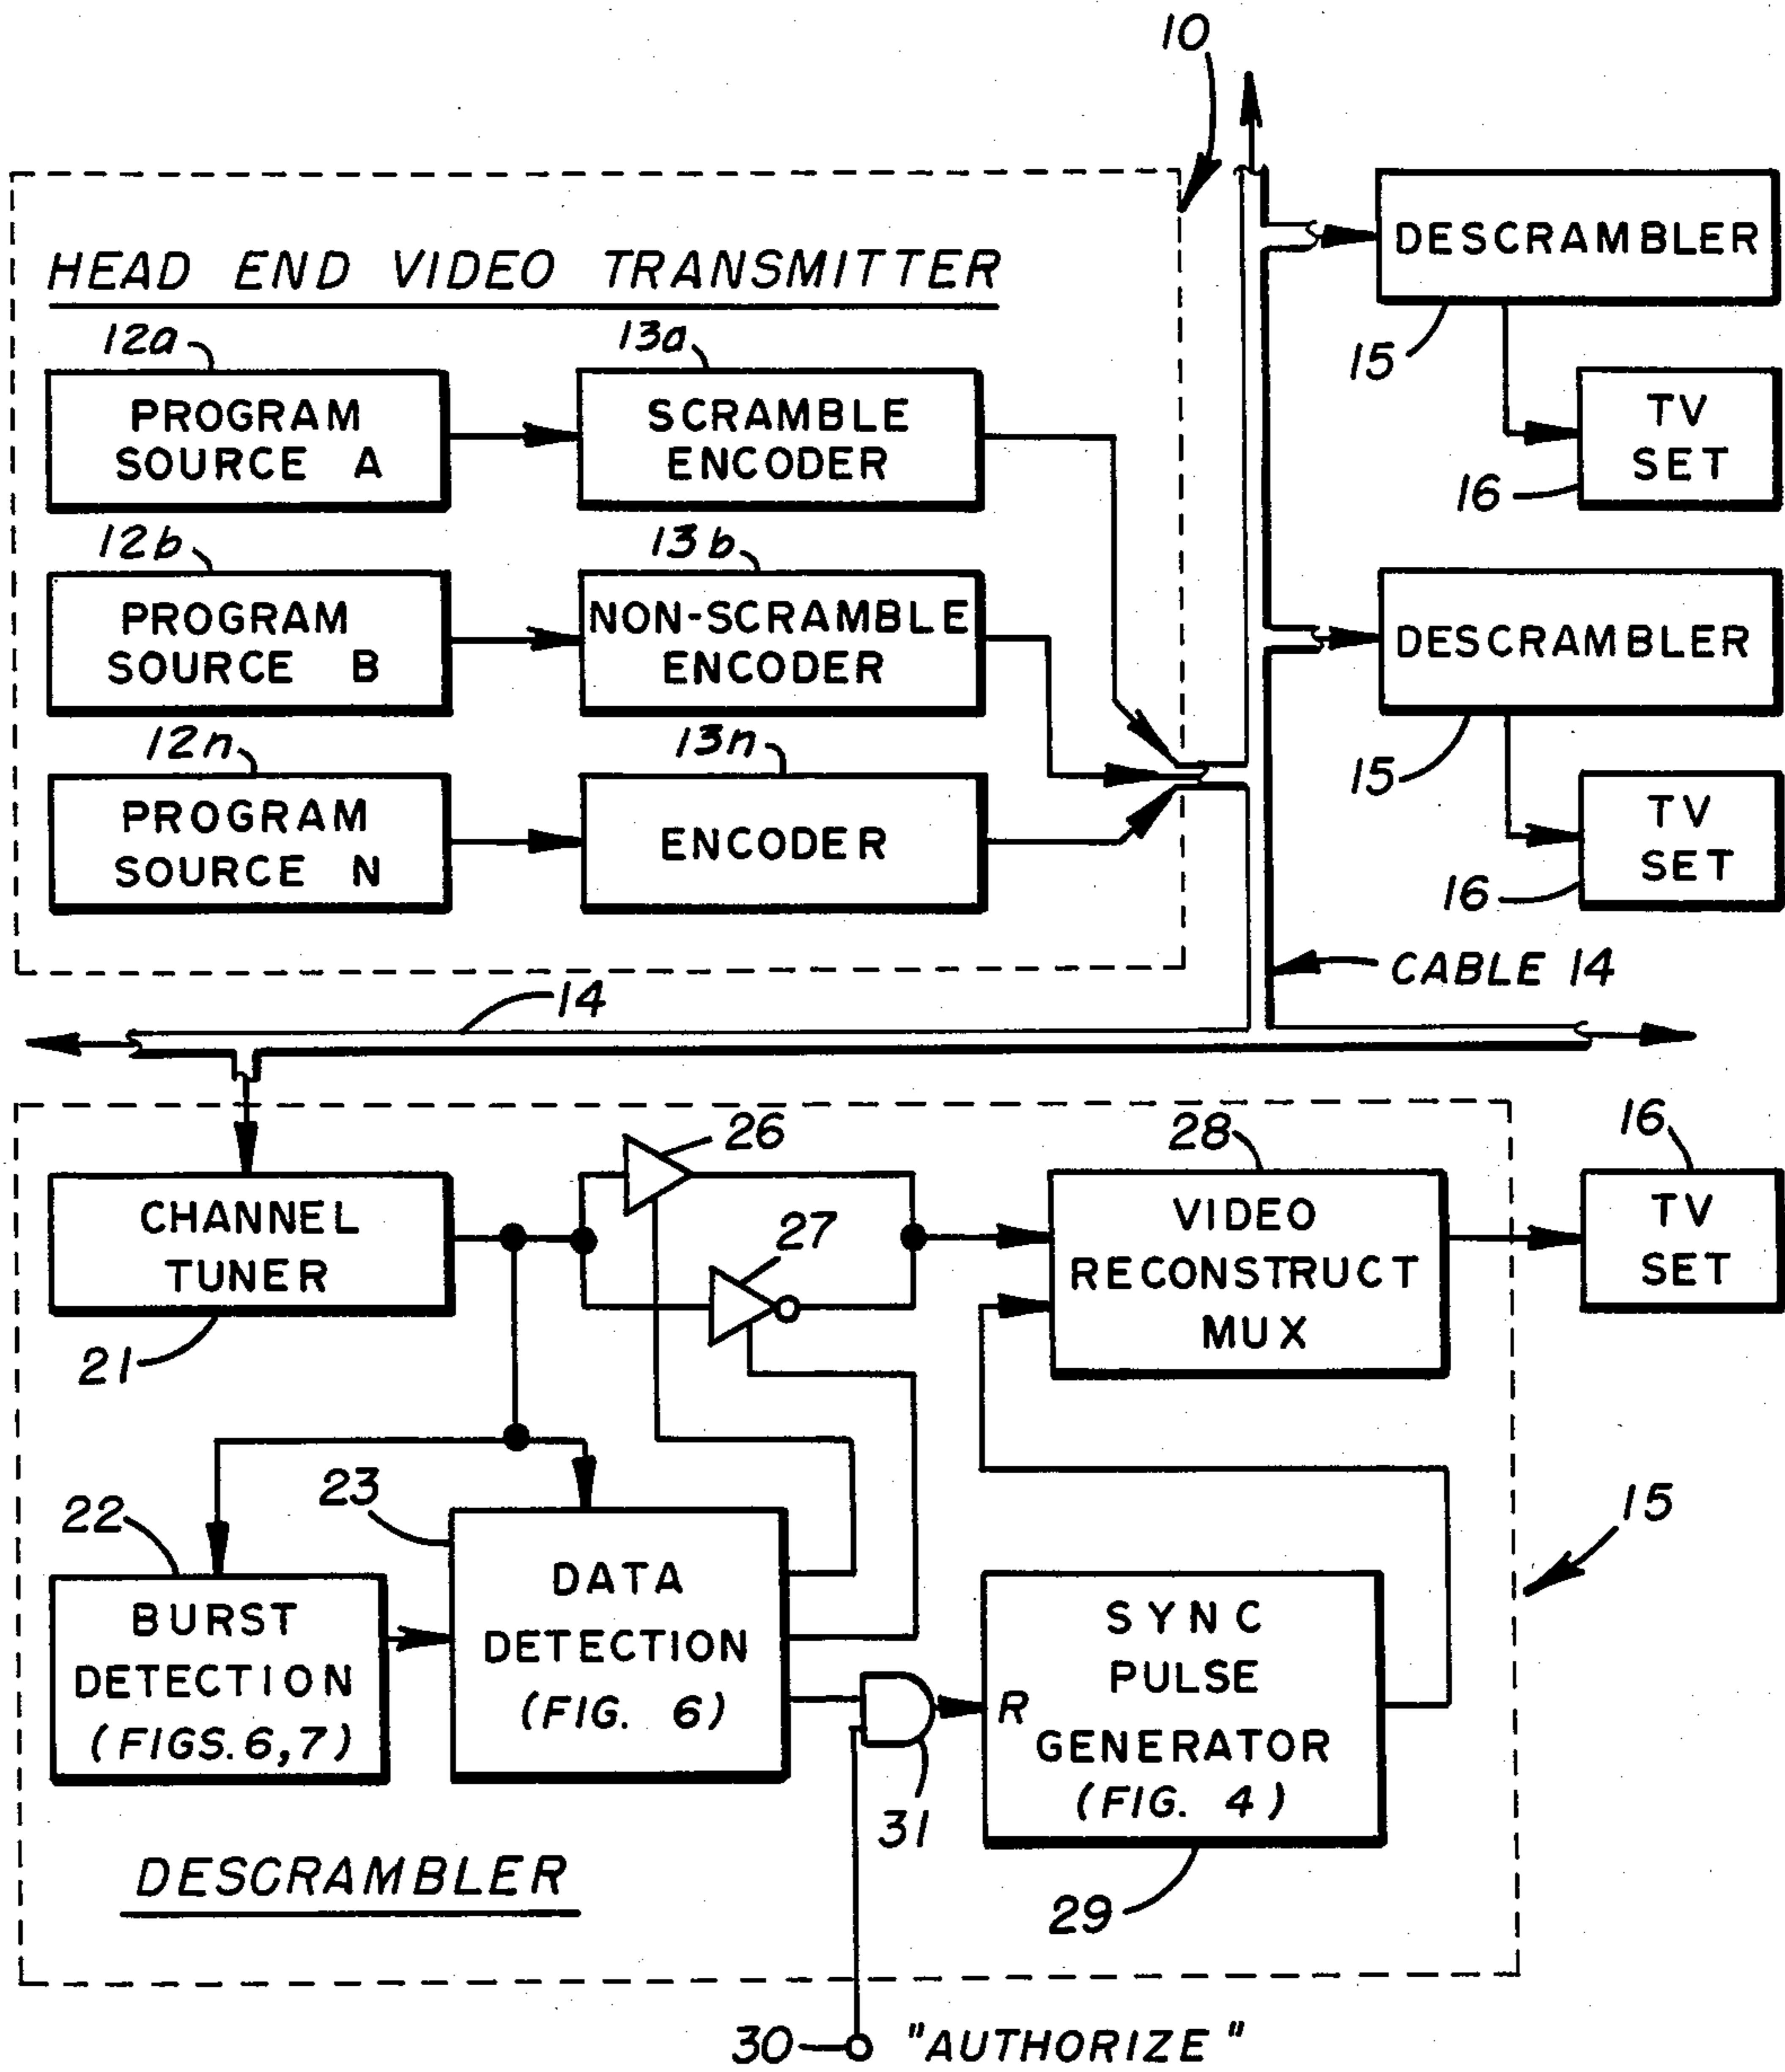 10
HEAD END VIDEO TRANSMITTER
12a
13a
PROGRAM
SOURCE A
SCRAMBLE
ENCODER
12b
13b
PROGRAM
SOURCE B
NON-SCRAMBLE
ENCODER
12n
13n
PROGRAM
SOURCE N
ENCODER
DESCRAMBLER
15
TV
SET
16
DESCRAMBLER
15
TV
SET
16
CABLE 14
14
CHANNEL
TUNER
21
26
27
28
VIDEO
RECONSTRUCT
MUX
16
TV
SET
22
BURST
DETECTION
(FIGS. 6,7)
23
DATA
DETECTION
(FIG. 6)
31
R
SYNC
PULSE
GENERATOR
(FIG. 4)
29
15
DESCRAMBLER
30
"AUTHORIZE"